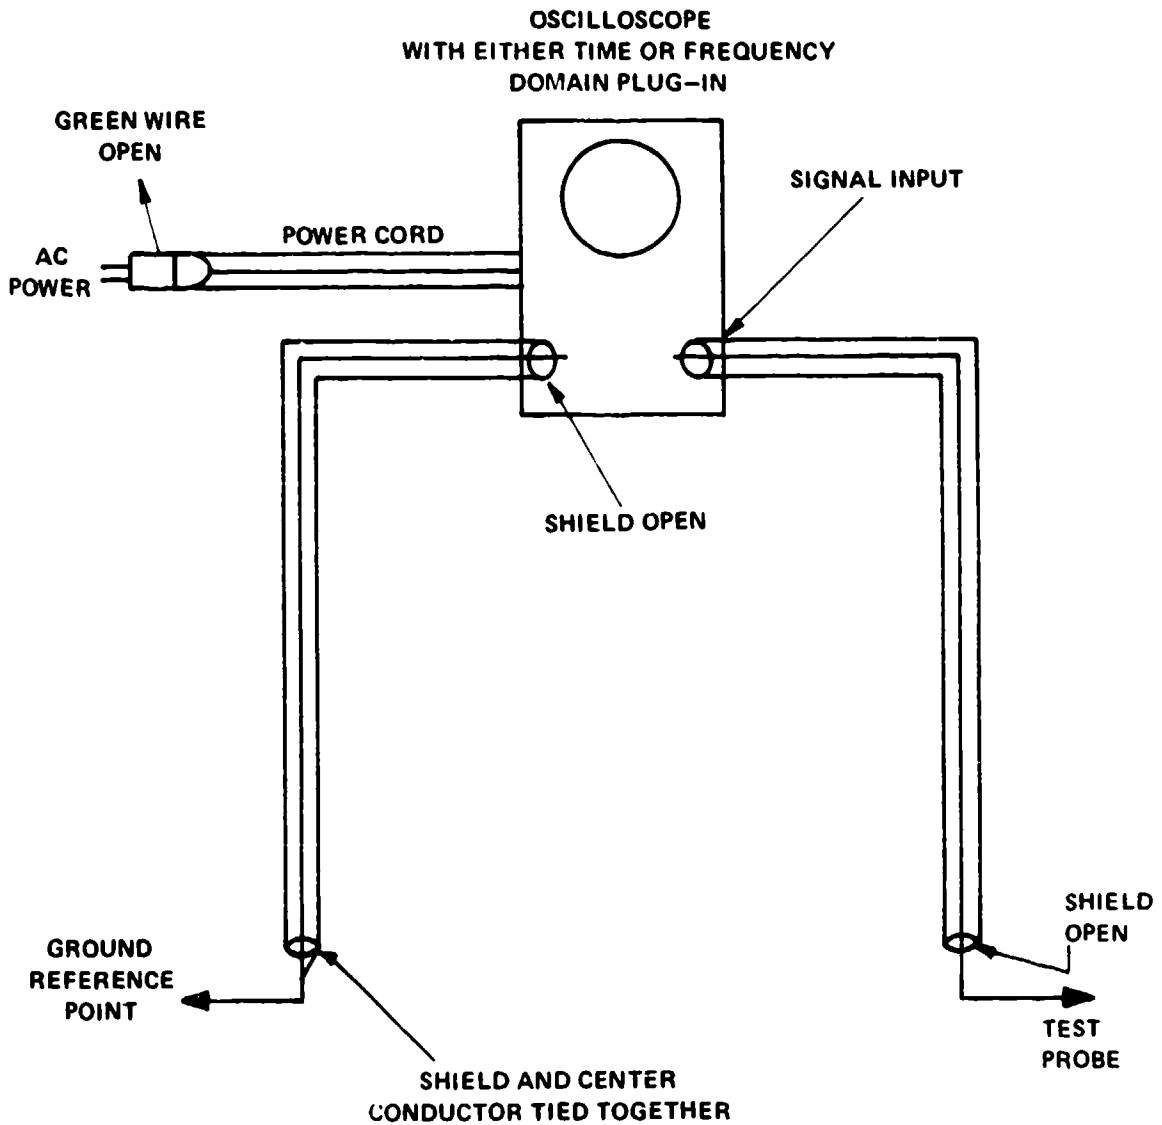 OSCILLOSCOPE
WITH EITHER TIME OR FREQUENCY
DOMAIN PLUG-IN
GREEN WIRE
OPEN
SIGNAL INPUT
POWER CORD
AC
POWER
SHIELD OPEN
SHIELD
OPEN
GROUND
REFERENCE
POINT
TEST
PROBE
SHIELD AND CENTER
CONDUCTOR TIED TOGETHER